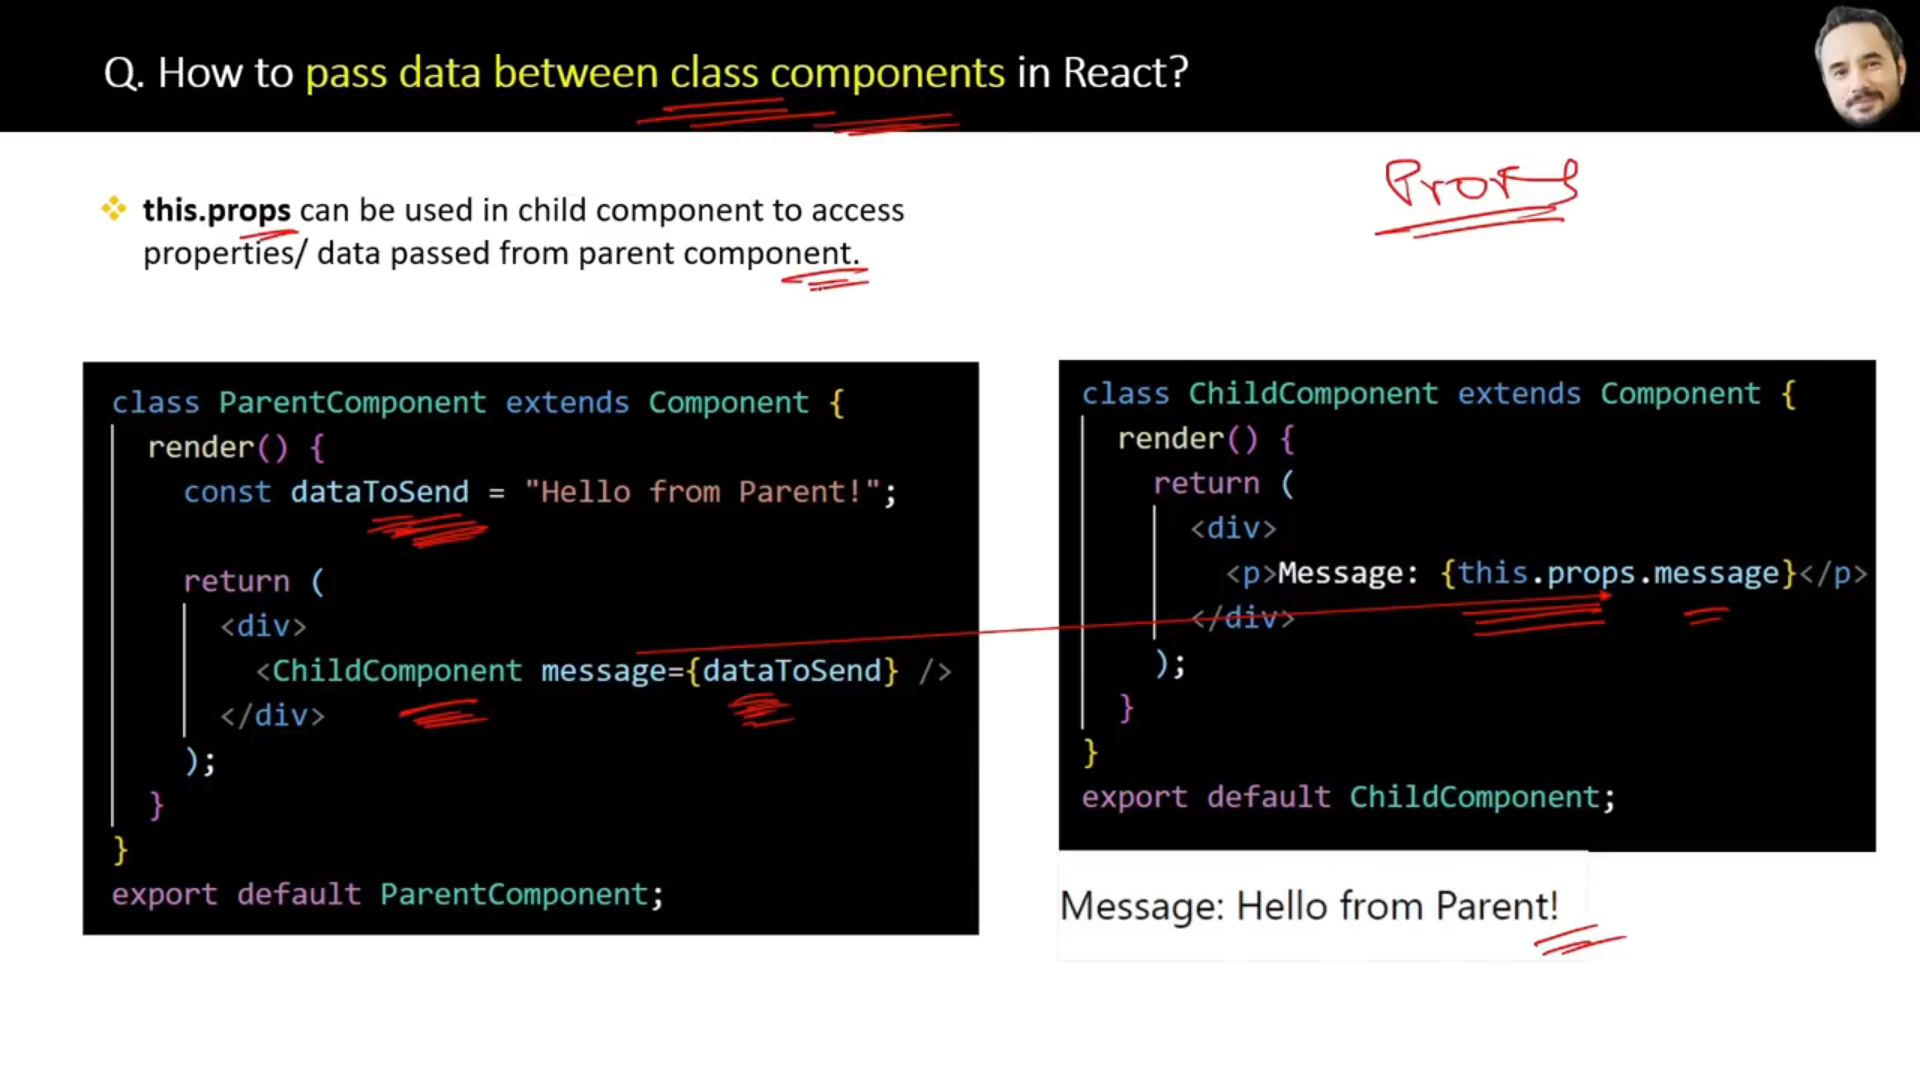 Q. How to pass data between class components in React?
Props
❖ this.props can be used in child component to access
properties/ data passed from parent component.
class ParentComponent extends Component {
render() {
const dataToSend = "Hello from Parent!";
return (
<div>
<ChildComponent message={dataToSend} />
</div>
);
}
}
export default ParentComponent;
class ChildComponent extends Component {
render() {
return (
<div>
<p>Message: {this.props.message}</p>
</div>
);
}
}
export default ChildComponent;
Message: Hello from Parent!